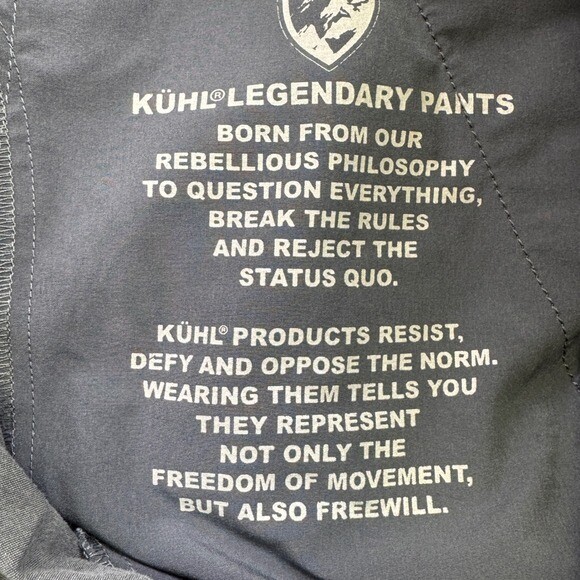 KÜHL® LEGENDARY PANTS
BORN FROM OUR
REBELLIOUS PHILOSOPHY
TO QUESTION EVERYTHING,
BREAK THE RULES
AND REJECT THE
STATUS QUO.
KÜHL® PRODUCTS RESIST,
DEFY AND OPPOSE THE NORM.
WEARING THEM TELLS YOU
THEY REPRESENT
NOT ONLY THE
FREEDOM OF MOVEMENT,
BUT ALSO FREEWILL.